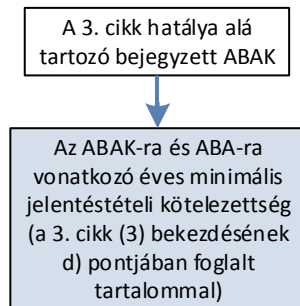 A 3. cikk hatálya alá
tartozó bejegyzett ABAK
Az ABAK-ra és ABA-ra
vonatkozó éves minimális
jelentéstételi kötelezettség
(a 3. cikk (3) bekezdésének
d) pontjában foglalt
tartalommal)